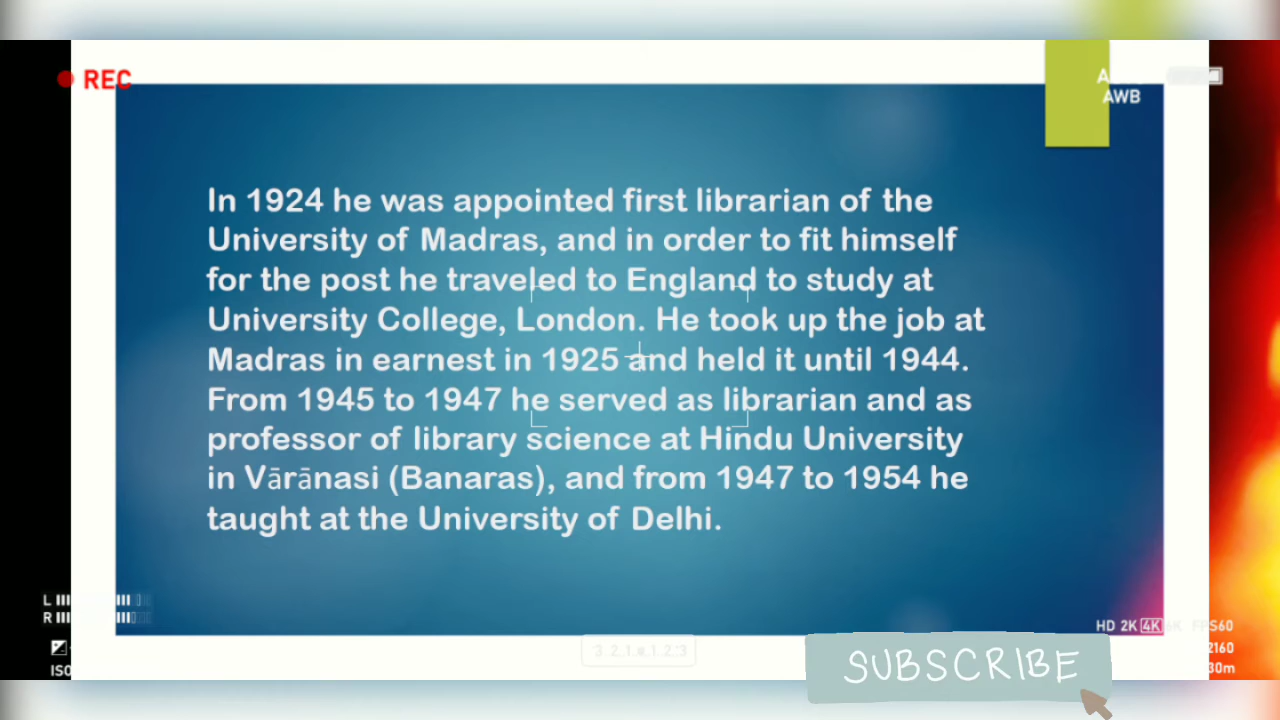 REC
AWB
In 1924 he was appointed first librarian of the
University of Madras, and in order to fit himself
for the post he traveled to England to study at
University College, London. He took up the job at
Madras in earnest in 1925 and held it until 1944.
From 1945 to 1947 he served as librarian and as
professor of library science at Hindu University
in Vārānasi (Banaras), and from 1947 to 1954 he
taught at the University of Delhi.
L
R
HD 2K 4K FPS60
2160
30m
ISO
SUBSCRIBE